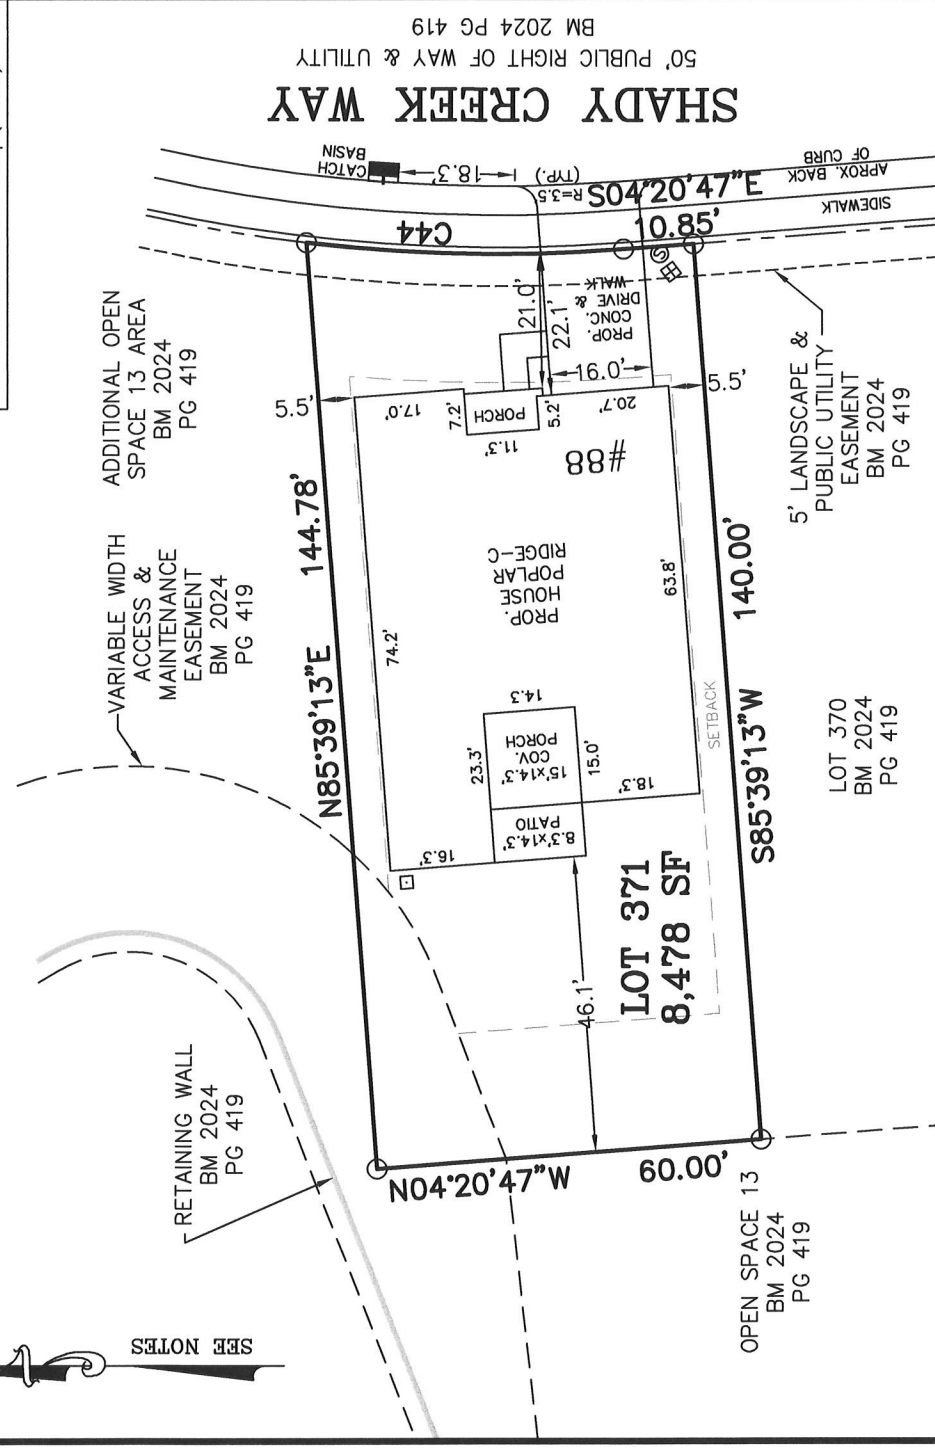 BM 2024 PG 419
50' PUBLIC RIGHT OF WAY & UTILITY
SHADY CREEK WAY
CATCH
BASIN
18.3'
R=3.5
(TYP.)
S04°20'47"E
10.85'
APROX. BACK
OF CURB
SIDEWALK
C44
S
ADDITIONAL OPEN
SPACE 13 AREA
BM 2024
PG 419
21.0'
22.1'
PROP.
CONC.
DRIVE &
WALK
16.0'
5.5'
5.5'
17.0'
7.2'
PORCH
5.2'
20.7'
11.3'
#88
5' LANDSCAPE &
PUBLIC UTILITY
EASEMENT
BM 2024
PG 419
VARIABLE WIDTH
ACCESS &
MAINTENANCE
EASEMENT
BM 2024
PG 419
N85°39'13"E
144.78'
74.2'
PROP.
HOUSE
POPLAR
RIDGE-C
63.8'
S85°39'13"W
140.00'
SETBACK
14.3
23.3'
15'x14.3'
COV.
PORCH
15.0'
8.3'x14.3'
PATIO
16.3'
18.3'
LOT 370
BM 2024
PG 419
LOT 371
8,478 SF
46.1'
RETAINING WALL
BM 2024
PG 419
N04°20'47"W
60.00'
OPEN SPACE 13
BM 2024
PG 419
SEE NOTES